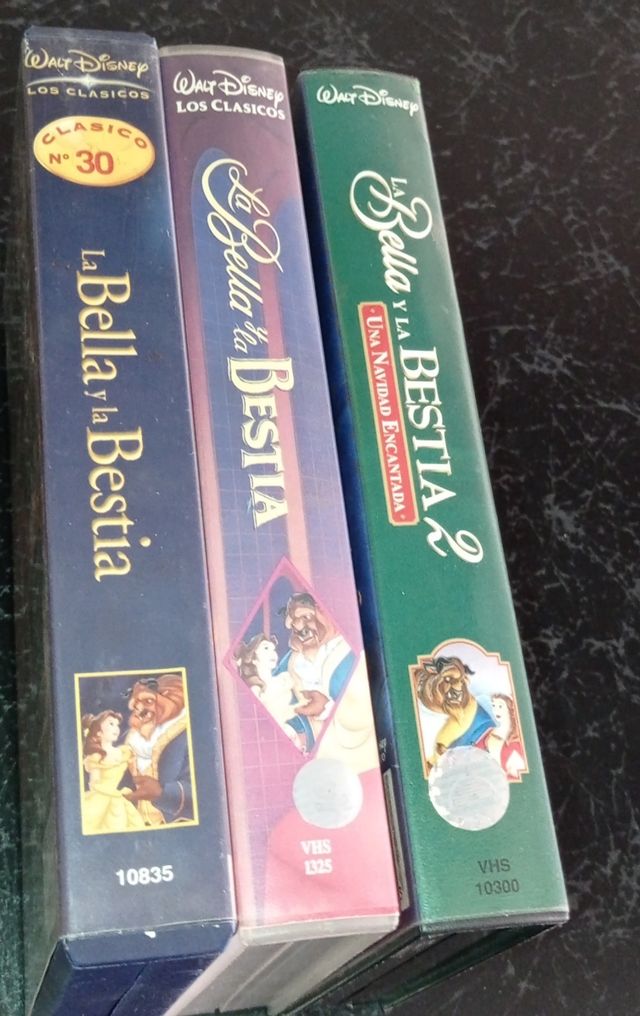 WALT DISNEY
LOS CLASICOS
CLASICO
Nº 30
La Bella y la Bestia
10835
WALT DISNEY
LOS CLASICOS
La Bella y la BESTIA
VHS
1325
WALT DISNEY
LA Bella Y LA BESTIA 2
· UNA NAVIDAD ENCANTADA ·
VHS
10300